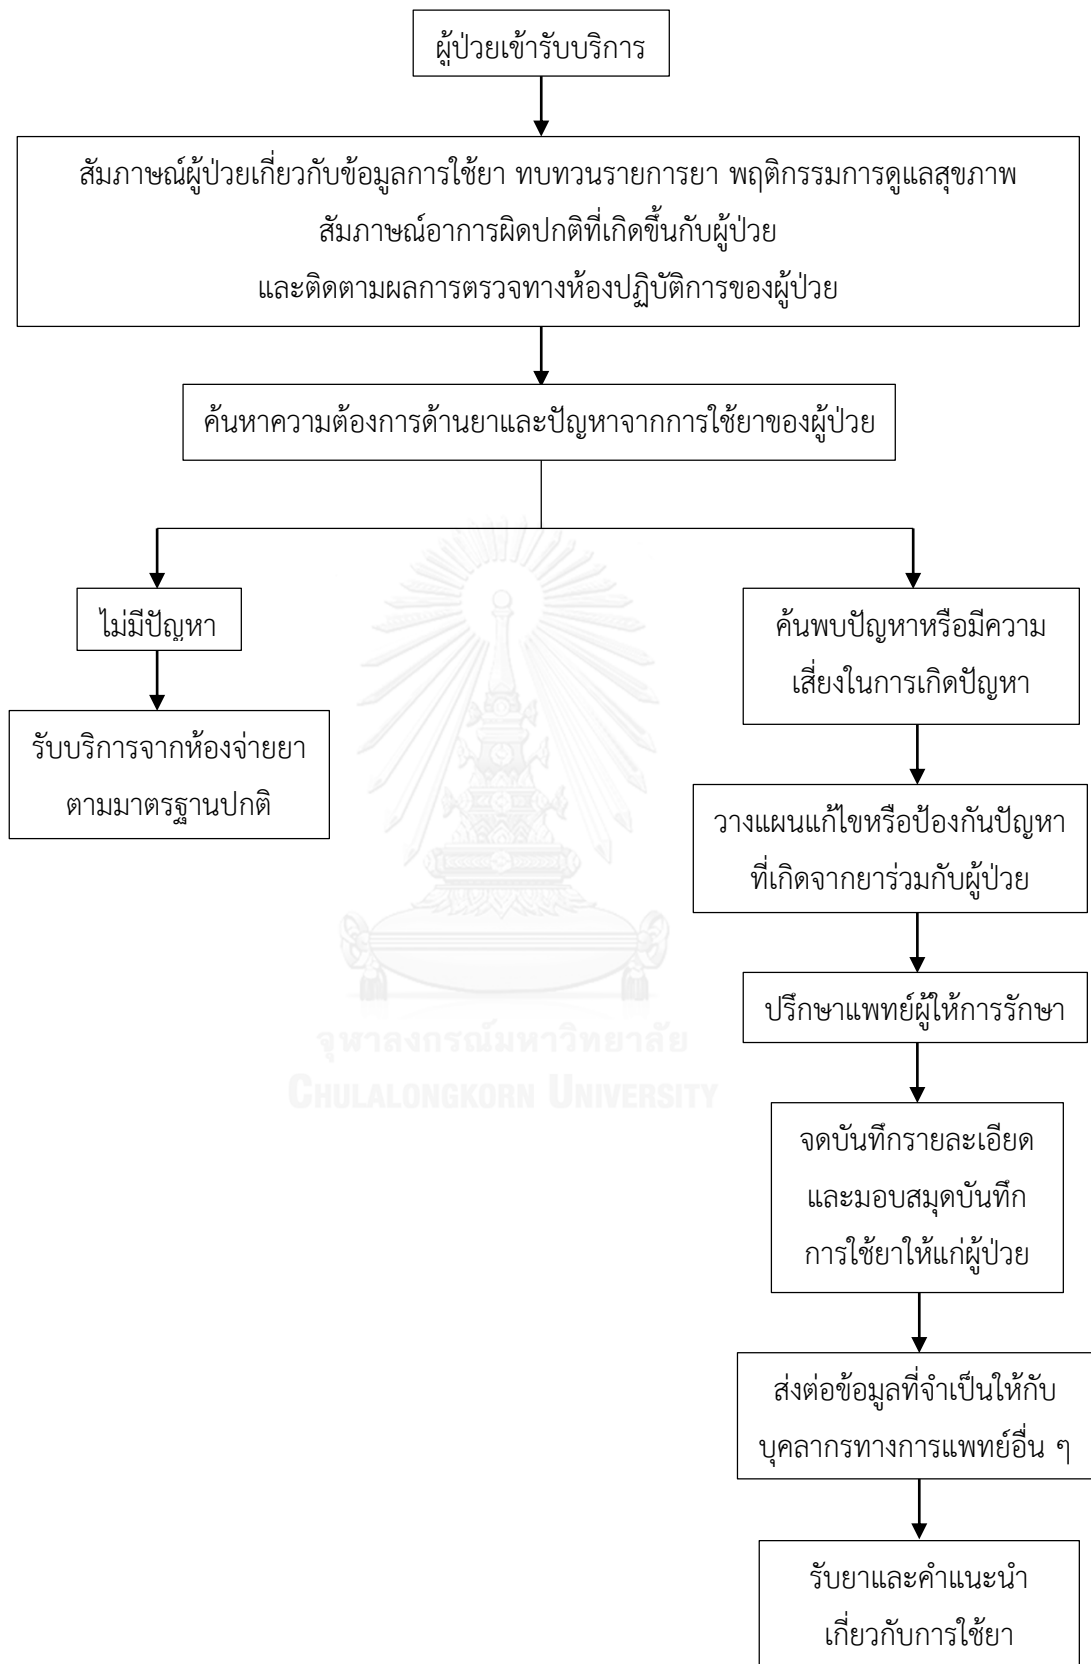 ผู้ป่วยเข้ารับบริการ
สัมภาษณ์ผู้ป่วยเกี่ยวกับข้อมูลการใช้ยา ทบทวนรายการยา พฤติกรรมการดูแลสุขภาพ
สัมภาษณ์อาการผิดปกติที่เกิดขึ้นกับผู้ป่วย
และติดตามผลการตรวจทางห้องปฏิบัติการของผู้ป่วย
ค้นหาความต้องการด้านยาและปัญหาจากการใช้ยาของผู้ป่วย
ไม่มีปัญหา
รับบริการจากห้องจ่ายยา
ตามมาตรฐานปกติ
ค้นพบปัญหาหรือมีความ
เสี่ยงในการเกิดปัญหา
วางแผนแก้ไขหรือป้องกันปัญหา
ที่เกิดจากยาร่วมกับผู้ป่วย
ปรึกษาแพทย์ผู้ให้การรักษา
จดบันทึกรายละเอียด
และมอบสมุดบันทึก
การใช้ยาให้แก่ผู้ป่วย
ส่งต่อข้อมูลที่จำเป็นให้กับ
บุคลากรทางการแพทย์อื่น ๆ
รับยาและคำแนะนำ
เกี่ยวกับการใช้ยา
จุฬาลงกรณ์มหาวิทยาลัย
CHULALONGKORN UNIVERSITY